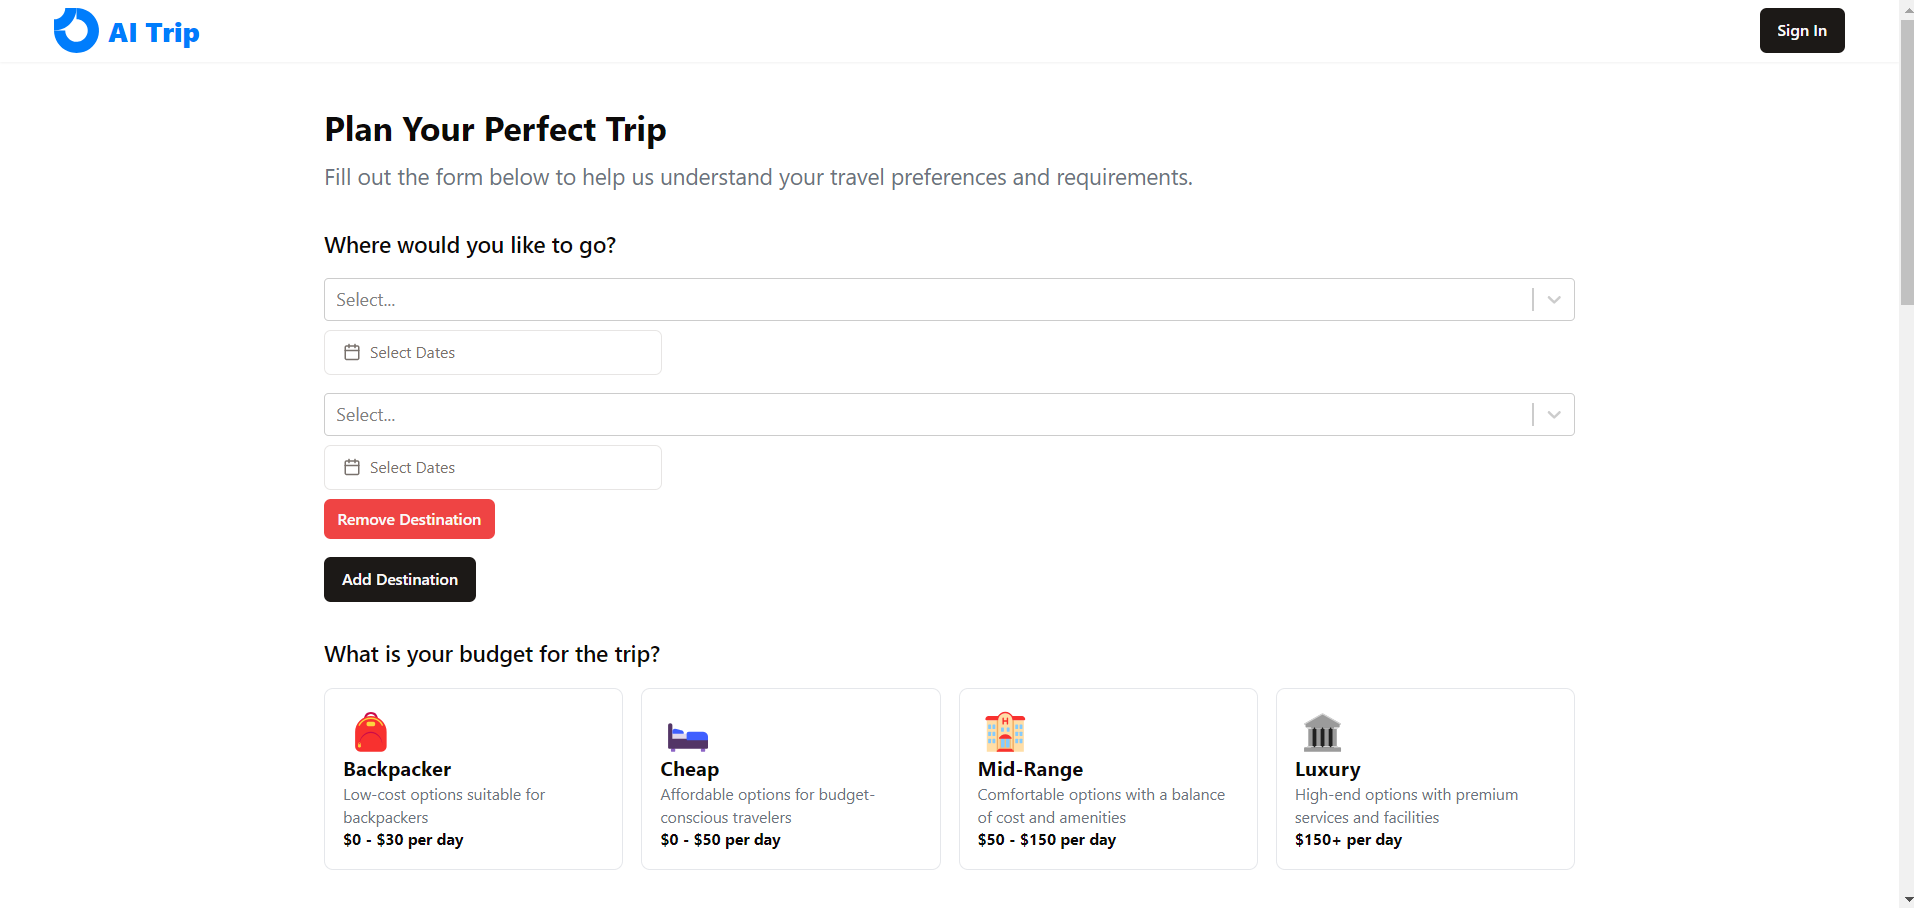 AI Trip
Sign In
Plan Your Perfect Trip
Fill out the form below to help us understand your travel preferences and requirements.
Where would you like to go?
Select...
Select Dates
Select...
Select Dates
Remove Destination
Add Destination
What is your budget for the trip?
Backpacker
Low-cost options suitable for
backpackers
$0 - $30 per day
Cheap
Affordable options for budget-
conscious travelers
$0 - $50 per day
H
Mid-Range
Comfortable options with a balance
of cost and amenities
$50 - $150 per day
Luxury
High-end options with premium
services and facilities
$150+ per day